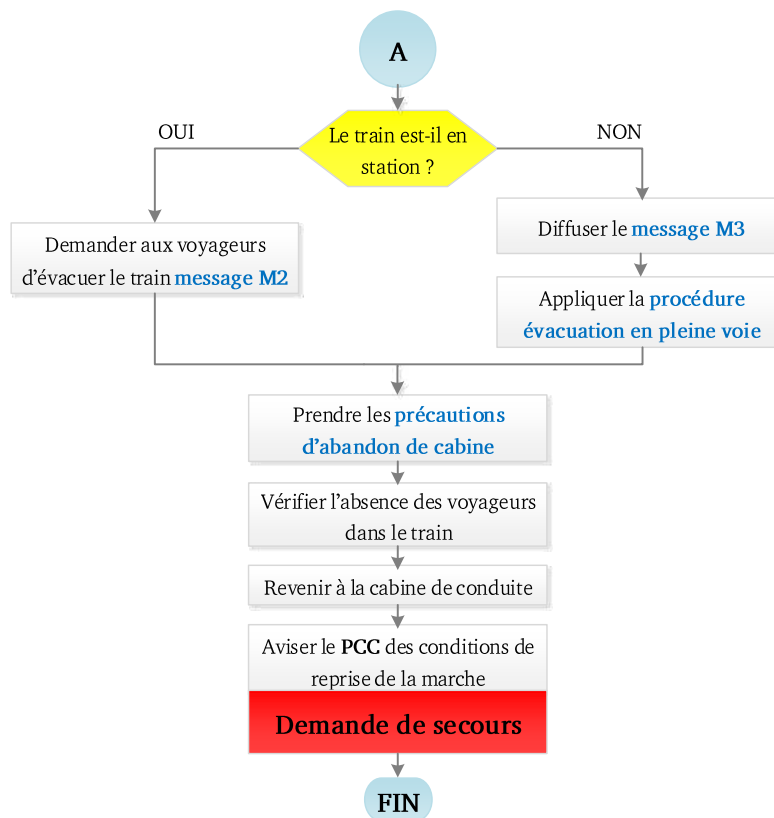 A
Le train est-il en
station ?
OUI
NON
Demander aux voyageurs
d’évacuer le train message M2
Diffuser le message M3
Appliquer la procédure
évacuation en pleine voie
Prendre les précautions
d’abandon de cabine
Vérifier l’absence des voyageurs
dans le train
Revenir à la cabine de conduite
Aviser le PCC des conditions de
reprise de la marche
Demande de secours
FIN